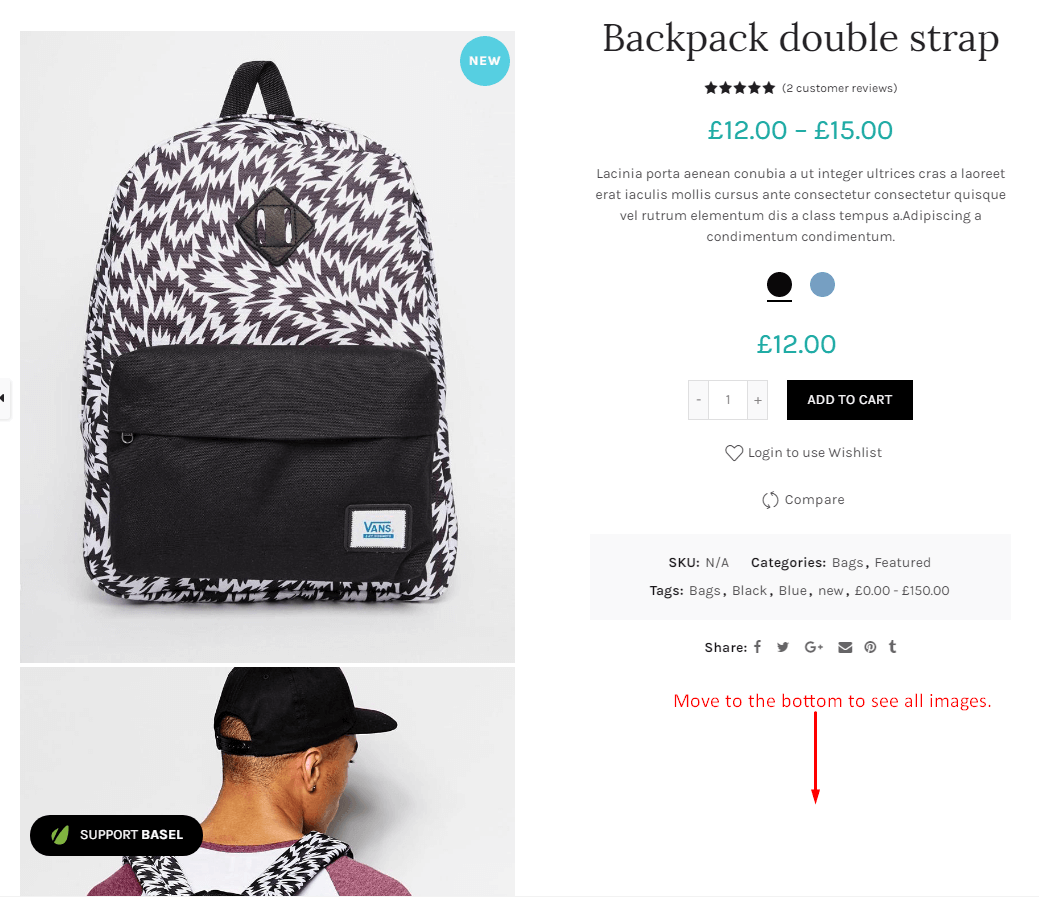 NEW
VANS
Backpack double strap
(2 customer reviews)
£12.00 – £15.00
Lacinia porta aenean conubia a ut integer ultrices cras a laoreet
erat iaculis mollis cursus ante consectetur consectetur quisque
vel rutrum elementum dis a class tempus a.Adipiscing a
condimentum condimentum.
£12.00
- 1 + ADD TO CART
Login to use Wishlist
Compare
SKU: N/A Categories: Bags, Featured
Tags: Bags, Black, Blue, new, £0.00 - £150.00
Share: f G+ p t
Move to the bottom to see all images.
SUPPORT BASEL